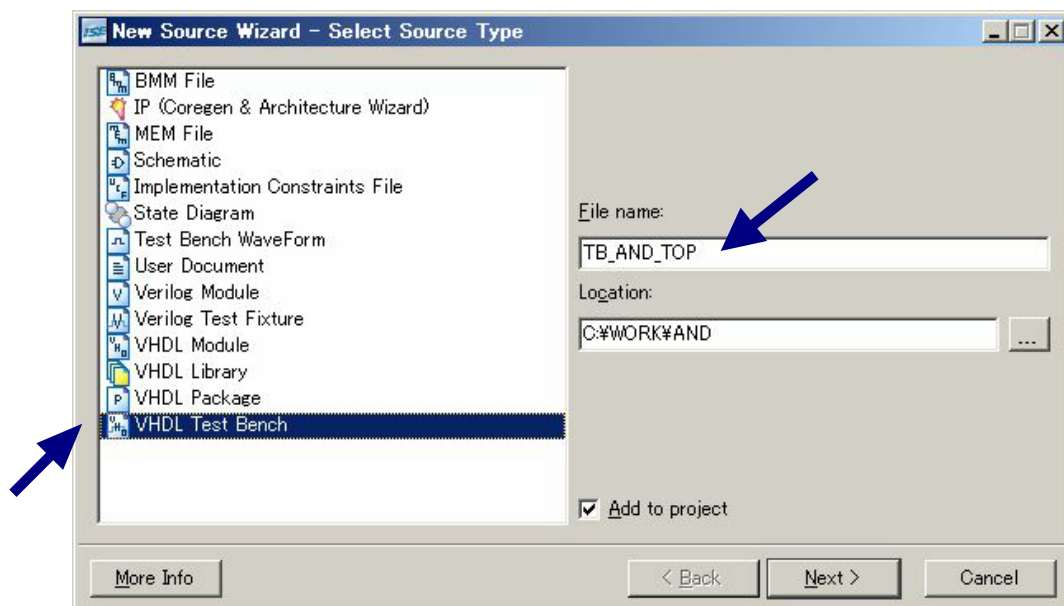 ISE New Source Wizard - Select Source Type
BMM File
IP (Coregen & Architecture Wizard)
MEM File
Schematic
Implementation Constraints File
State Diagram
Test Bench WaveForm
User Document
Verilog Module
Verilog Test Fixture
VHDL Module
VHDL Library
VHDL Package
VHDL Test Bench
File name:
TB_AND_TOP
Location:
C:¥WORK¥AND
...
Add to project
More Info
< Back
Next >
Cancel